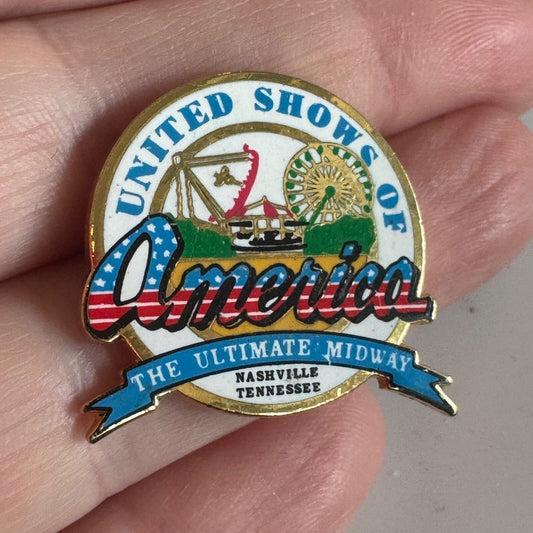 UNITED SHOWS OF
America
THE ULTIMATE MIDWAY
NASHVILLE
TENNESSEE